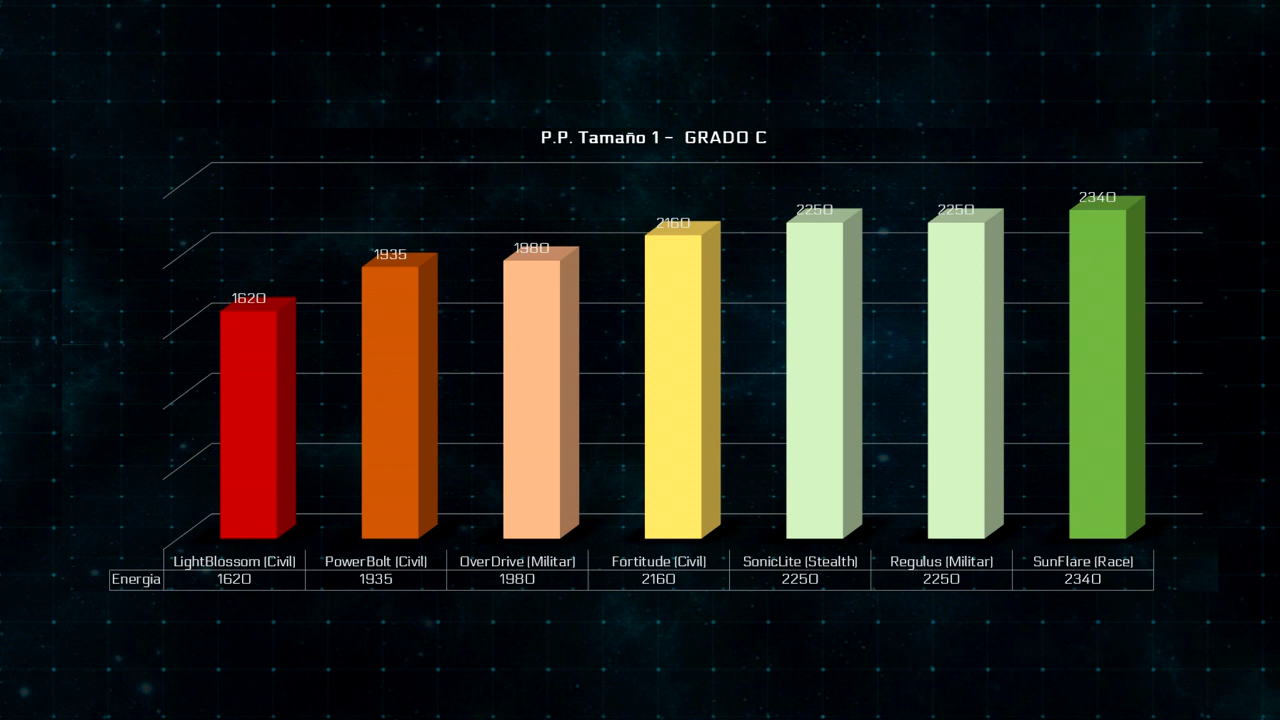 P.P. Tamaño 1 - GRADO C
1620
1935
1980
2160
2250
2250
2340
LightBlossom (Civil) PowerBolt (Civil) OverDrive (Militar) Fortitude (Civil) SonicLite (Stealth) Regulus (Militar) SunFlare (Race)
Energia 1620 1935 1980 2160 2250 2250 2340